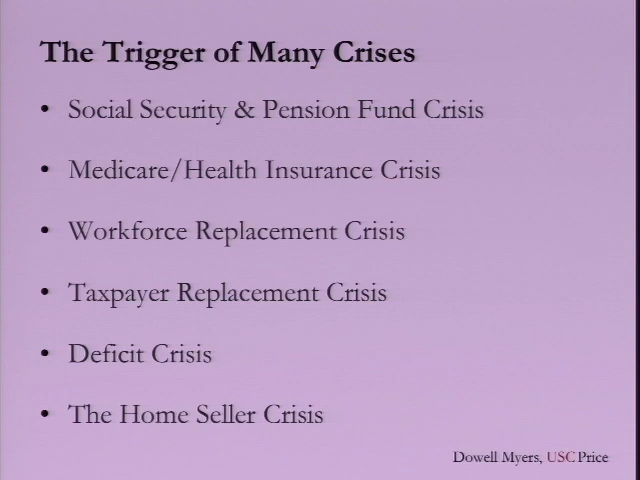 The Trigger of Many Crises
• Social Security & Pension Fund Crisis
• Medicare/Health Insurance Crisis
• Workforce Replacement Crisis
• Taxpayer Replacement Crisis
• Deficit Crisis
• The Home Seller Crisis
Dowell Myers, USC Price